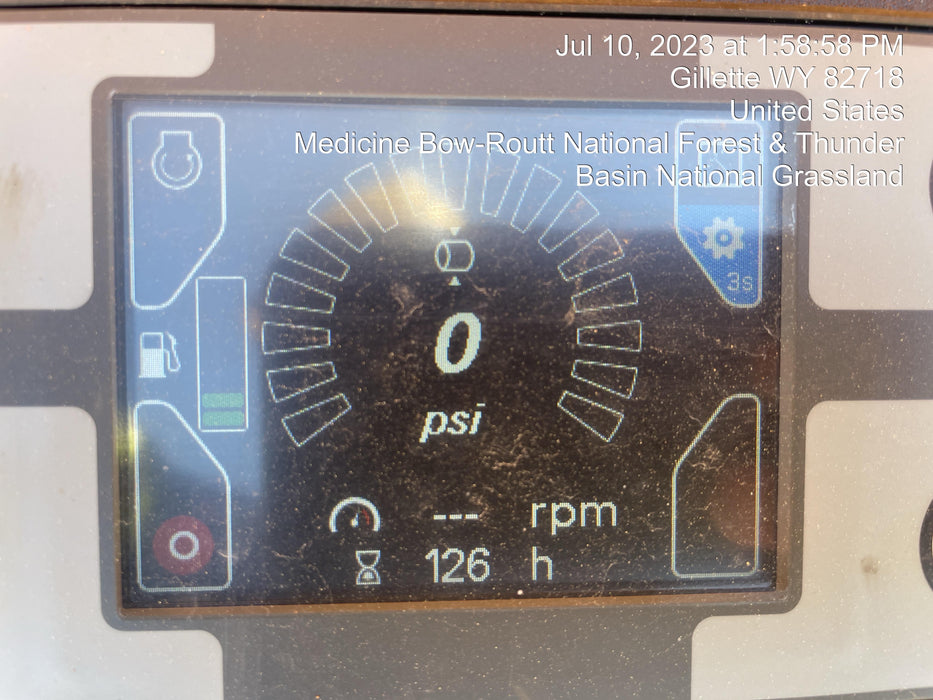 Jul 10, 2023 at 1:58:58 PM
Gillette WY 82718
United States
Medicine Bow-Routt National Forest & Thunder
Basin National Grassland
3s
0
psi
--- rpm
126 h